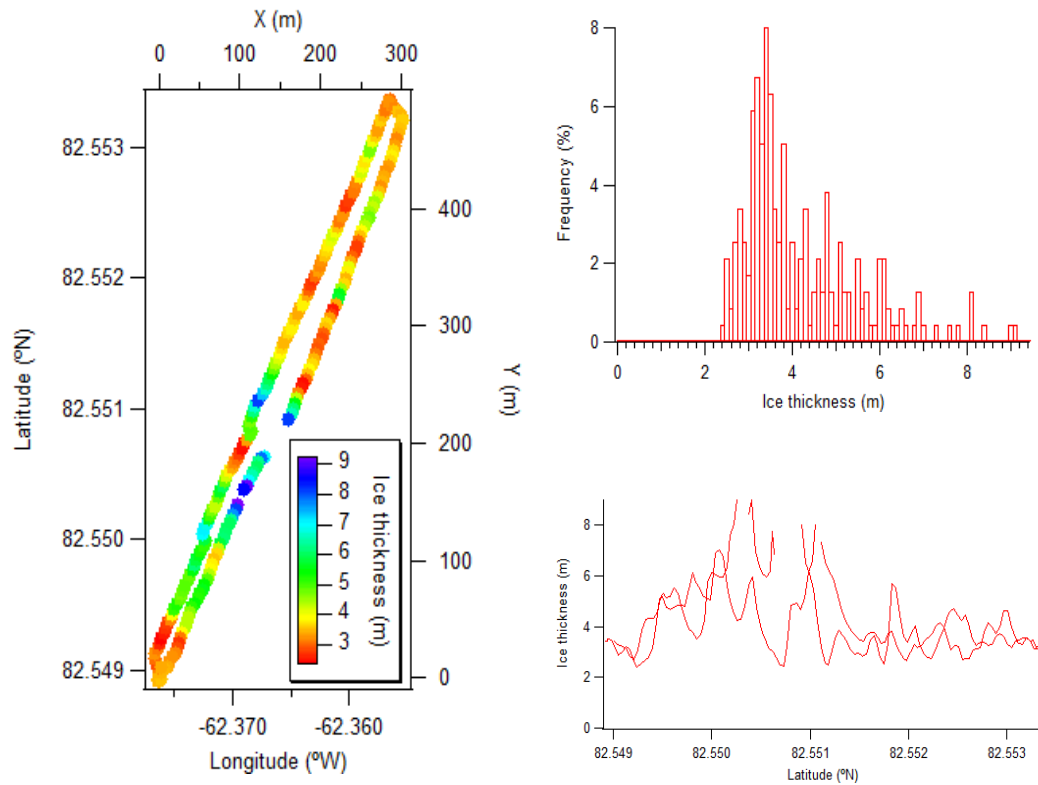 X (m)
0 100 200 300
82.553
82.552
82.551
82.550
82.549
Latitude (ºN)
400
300
200
100
0
Y (m)
9
8
7
6
5
4
3
Ice thickness (m)
-62.370 -62.360
Longitude (ºW)
8
6
4
2
0
Frequency (%)
0 2 4 6 8
Ice thickness (m)
8
6
4
2
0
Ice thickness (m)
82.549 82.550 82.551 82.552 82.553
Latitude (ºN)